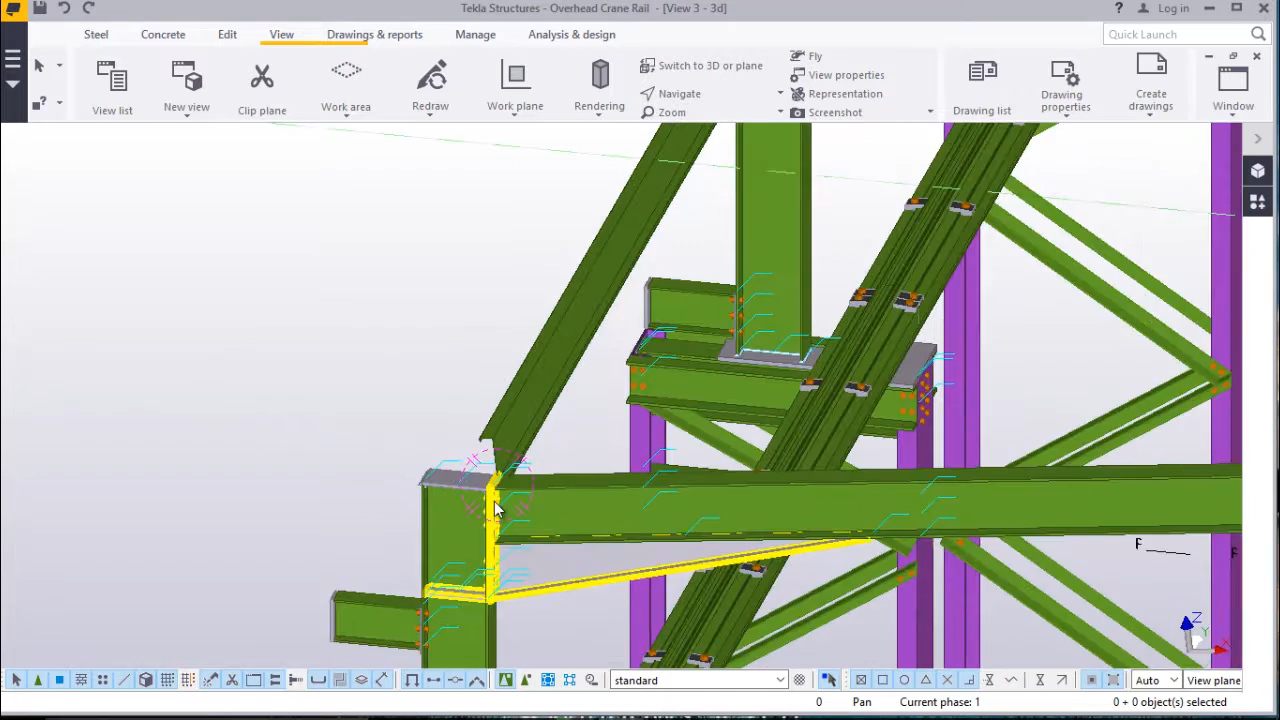 Tekla Structures - Overhead Crane Rail - [View 3 - 3d]
? Log in
Steel Concrete Edit View Drawings & reports Manage Analysis & design Quick Launch
View list
New view
Clip plane
Work area
Redraw
Work plane
Rendering
Switch to 3D or plane
Navigate
Zoom
Fly
View properties
Representation
Screenshot
Drawing list
Drawing properties
Create drawings
Window
F
F
Z
Y
X
standard
Auto
View plane
0 Pan Current phase: 1 0 + 0 object(s) selected